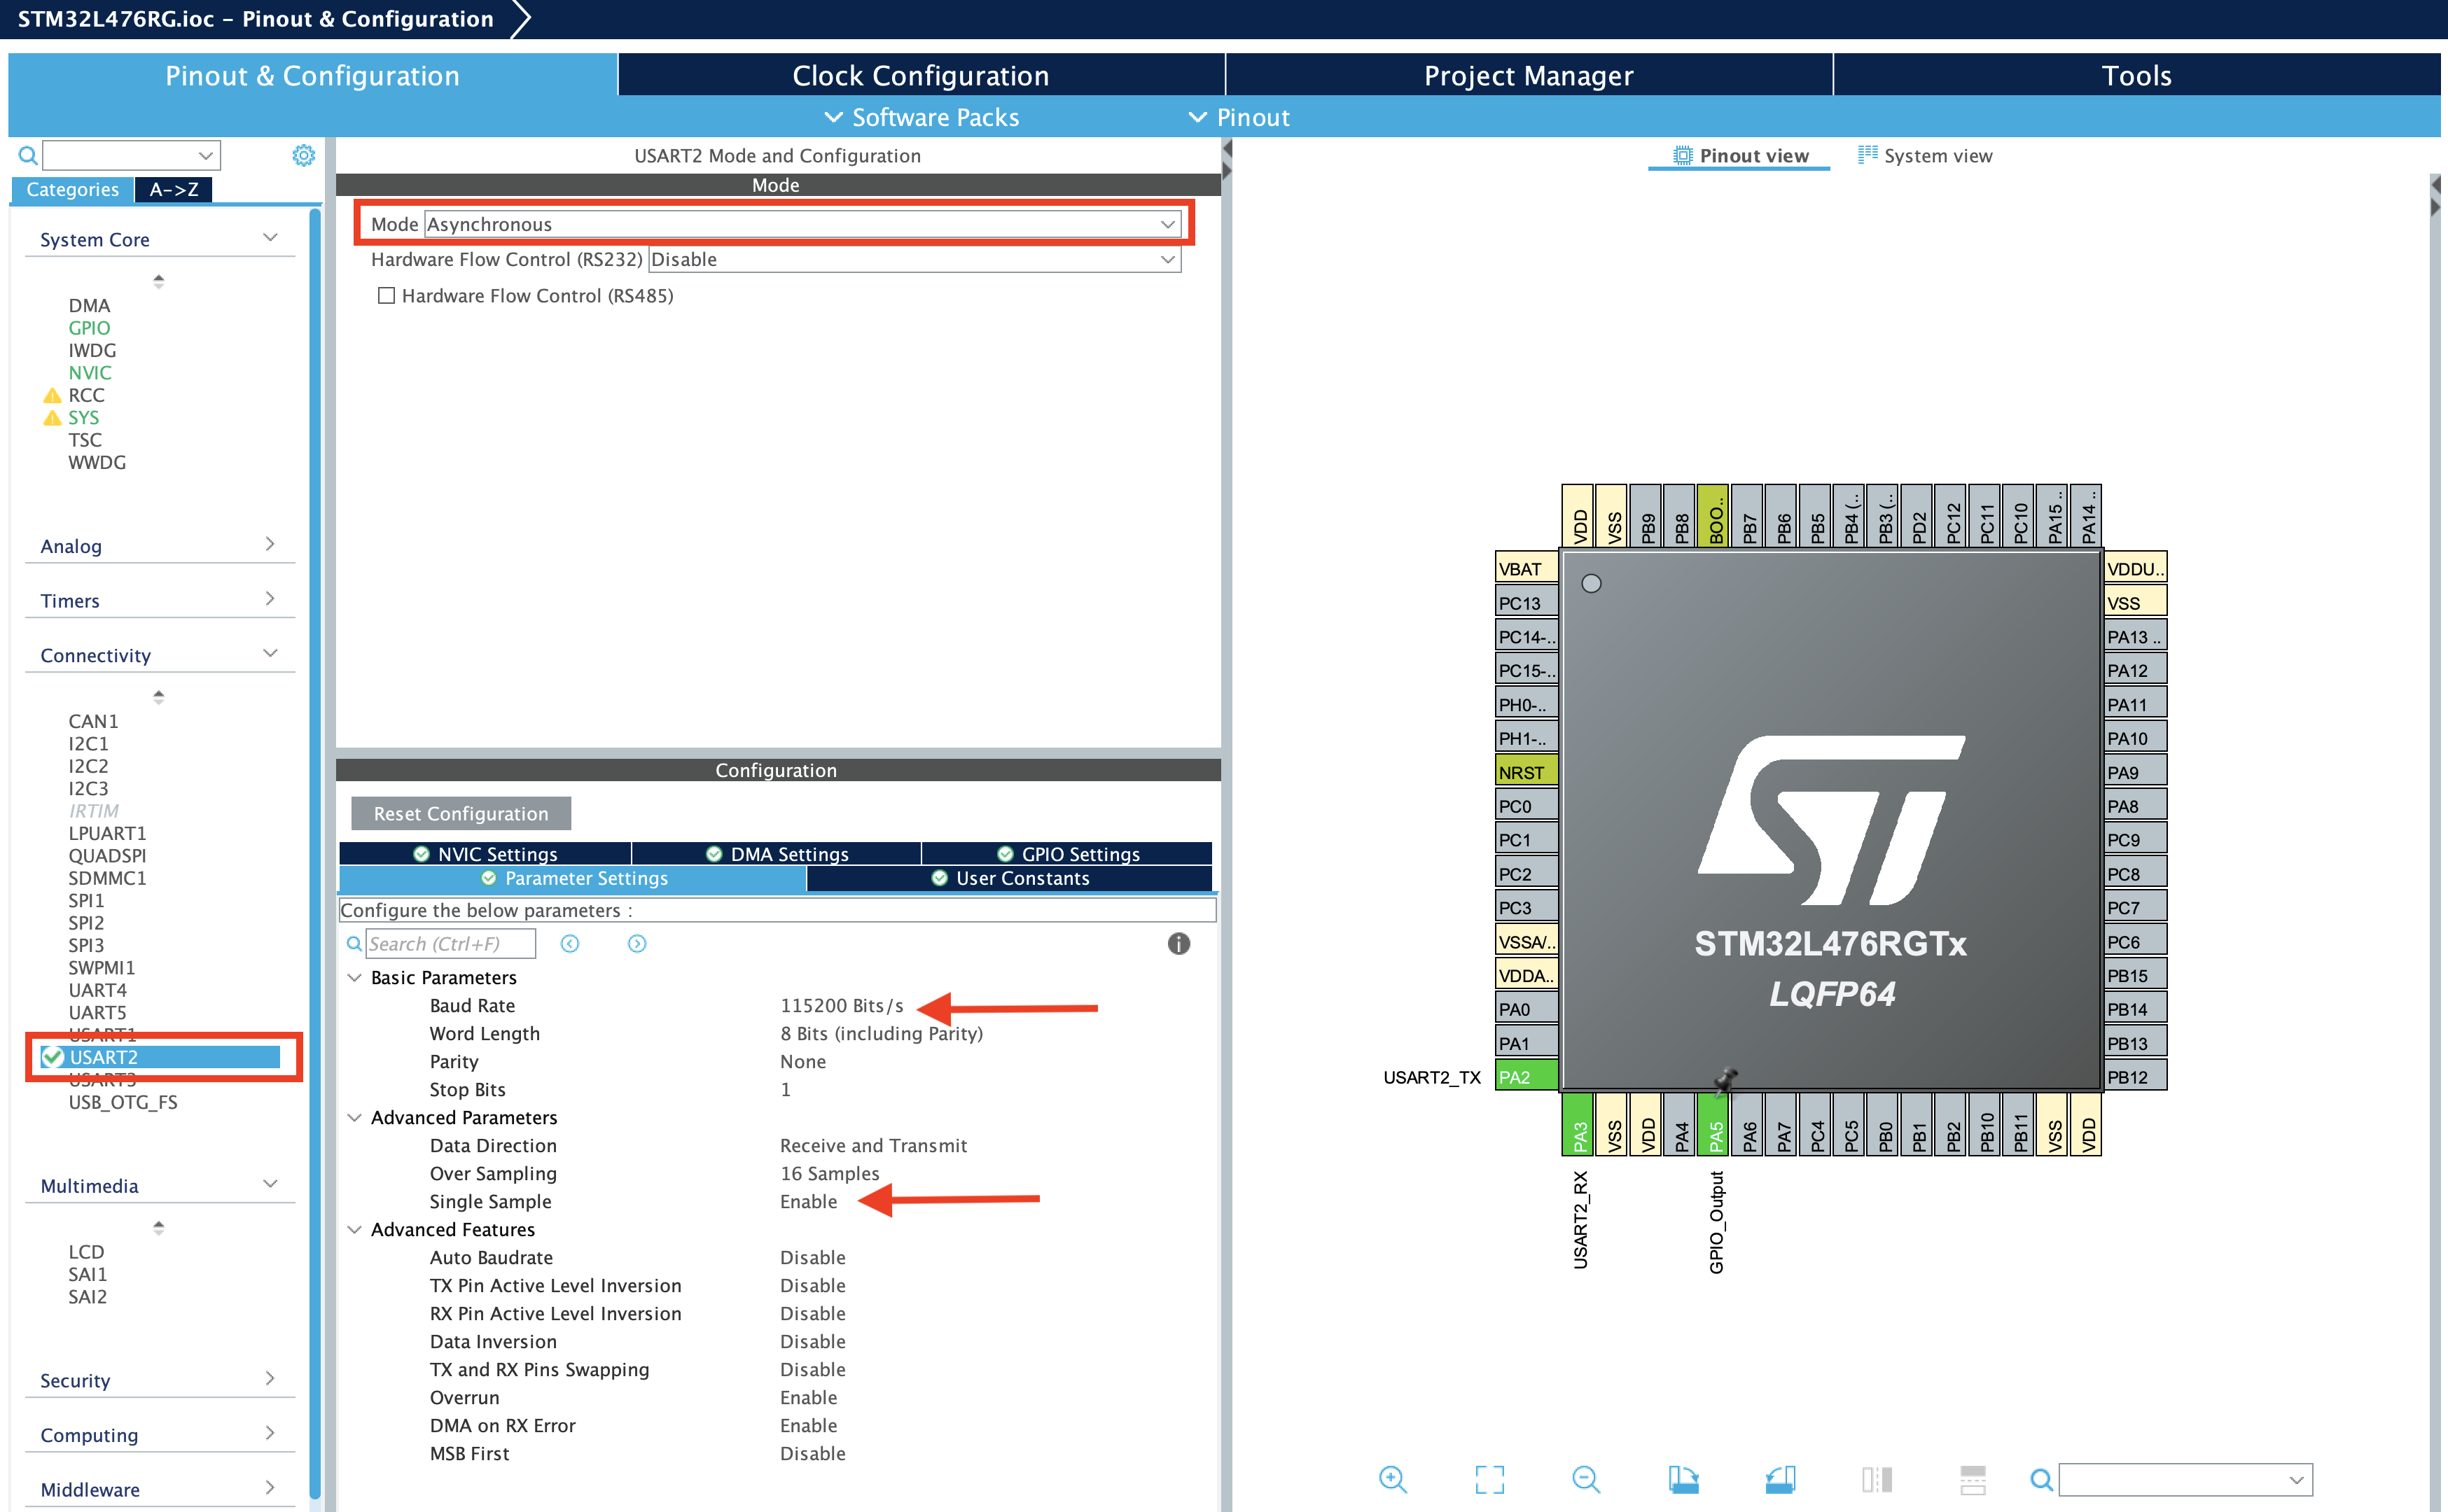 STM32L476RG.ioc – Pinout & Configuration
Pinout & Configuration
Clock Configuration
Project Manager
Tools
Software Packs
Pinout
Categories
A->Z
System Core
DMA
GPIO
IWDG
NVIC
RCC
SYS
TSC
WWDG
Analog
Timers
Connectivity
CAN1
I2C1
I2C2
I2C3
IRTIM
LPUART1
QUADSPI
SDMMC1
SPI1
SPI2
SPI3
SWPMI1
UART4
UART5
USART1
USART2
USART3
USB_OTG_FS
Multimedia
LCD
SAI1
SAI2
Security
Computing
Middleware
USART2 Mode and Configuration
Mode
Mode Asynchronous
Hardware Flow Control (RS232) Disable
Hardware Flow Control (RS485)
Configuration
Reset Configuration
NVIC Settings
DMA Settings
GPIO Settings
Parameter Settings
User Constants
Configure the below parameters :
Search (Ctrl+F)
Basic Parameters
Baud Rate 115200 Bits/s
Word Length 8 Bits (including Parity)
Parity None
Stop Bits 1
Advanced Parameters
Data Direction Receive and Transmit
Over Sampling 16 Samples
Single Sample Enable
Advanced Features
Auto Baudrate Disable
TX Pin Active Level Inversion Disable
RX Pin Active Level Inversion Disable
Data Inversion Disable
TX and RX Pins Swapping Disable
Overrun Enable
DMA on RX Error Enable
MSB First Disable
Pinout view
System view
VDD
VSS
PB9
PB8
BOO..
PB7
PB6
PB5
PB4 (..
PB3 (..
PD2
PC12
PC11
PC10
PA15 ..
PA14 ..
VBAT
PC13
PC14-..
PC15-..
PH0-..
PH1-..
NRST
PC0
PC1
PC2
PC3
VSSA/..
VDDA..
PA0
PA1
USART2_TX
PA2
ST
STM32L476RGTx
LQFP64
VDDU..
VSS
PA13 ..
PA12
PA11
PA10
PA9
PA8
PC9
PC8
PC7
PC6
PB15
PB14
PB13
PB12
PA3
VSS
VDD
PA4
PA5
PA6
PA7
PC4
PC5
PB0
PB1
PB2
PB10
PB11
VSS
VDD
USART2_RX
GPIO_Output